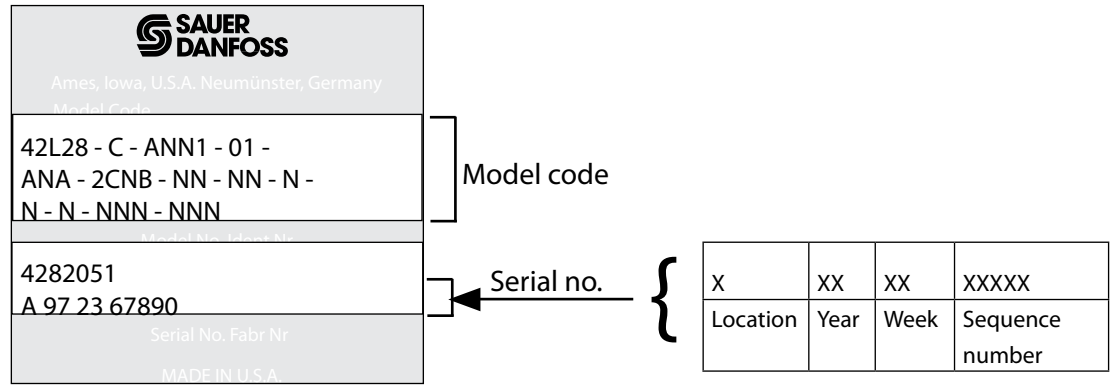 SAUER
DANFOSS
Ames, Iowa, U.S.A. Neumünster, Germany
Model Code
42L28 - C - ANN1 - 01 -
ANA - 2CNB - NN - NN - N -
N - N - NNN - NNN
Model code
Model No. Ident Nr
4282051
A 97 23 67890
Serial no.
{
X XX XX XXXXX
Location Year Week Sequence
number
Serial No. Fabr Nr
MADE IN U.S.A.